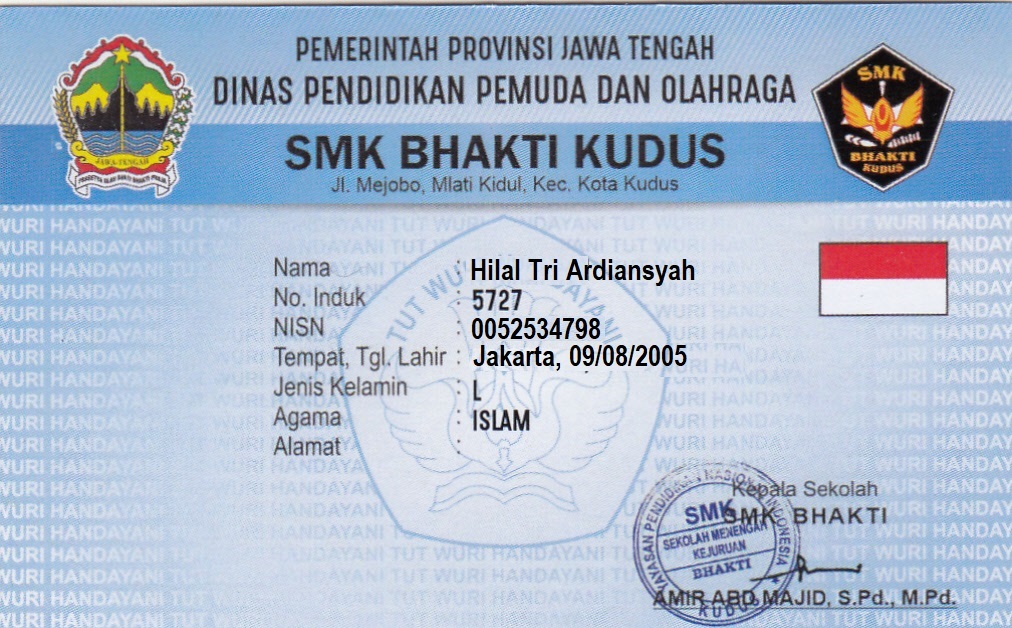 PEMERINTAH PROVINSI JAWA TENGAH
DINAS PENDIDIKAN PEMUDA DAN OLAHRAGA
SMK BHAKTI KUDUS
Jl. Mejobo, Mlati Kidul, Kec. Kota Kudus
JAWA-TENGAH
SMK
BHAKTI
KUDUS
TUT WURI HANDAYANI
Nama : Hilal Tri Ardiansyah
No. Induk : 5727
NISN : 0052534798
Tempat, Tgl. Lahir : Jakarta, 09/08/2005
Jenis Kelamin : L
Agama : ISLAM
Alamat :
Kepala Sekolah
SMK BHAKTI
AMIR ABD MAJID, S.Pd., M.Pd.
YAYASAN PENDIDIKAN NASIONAL INDONESIA
SMK
SEKOLAH MENENGAH
KEJURUAN
BHAKTI
KUDUS